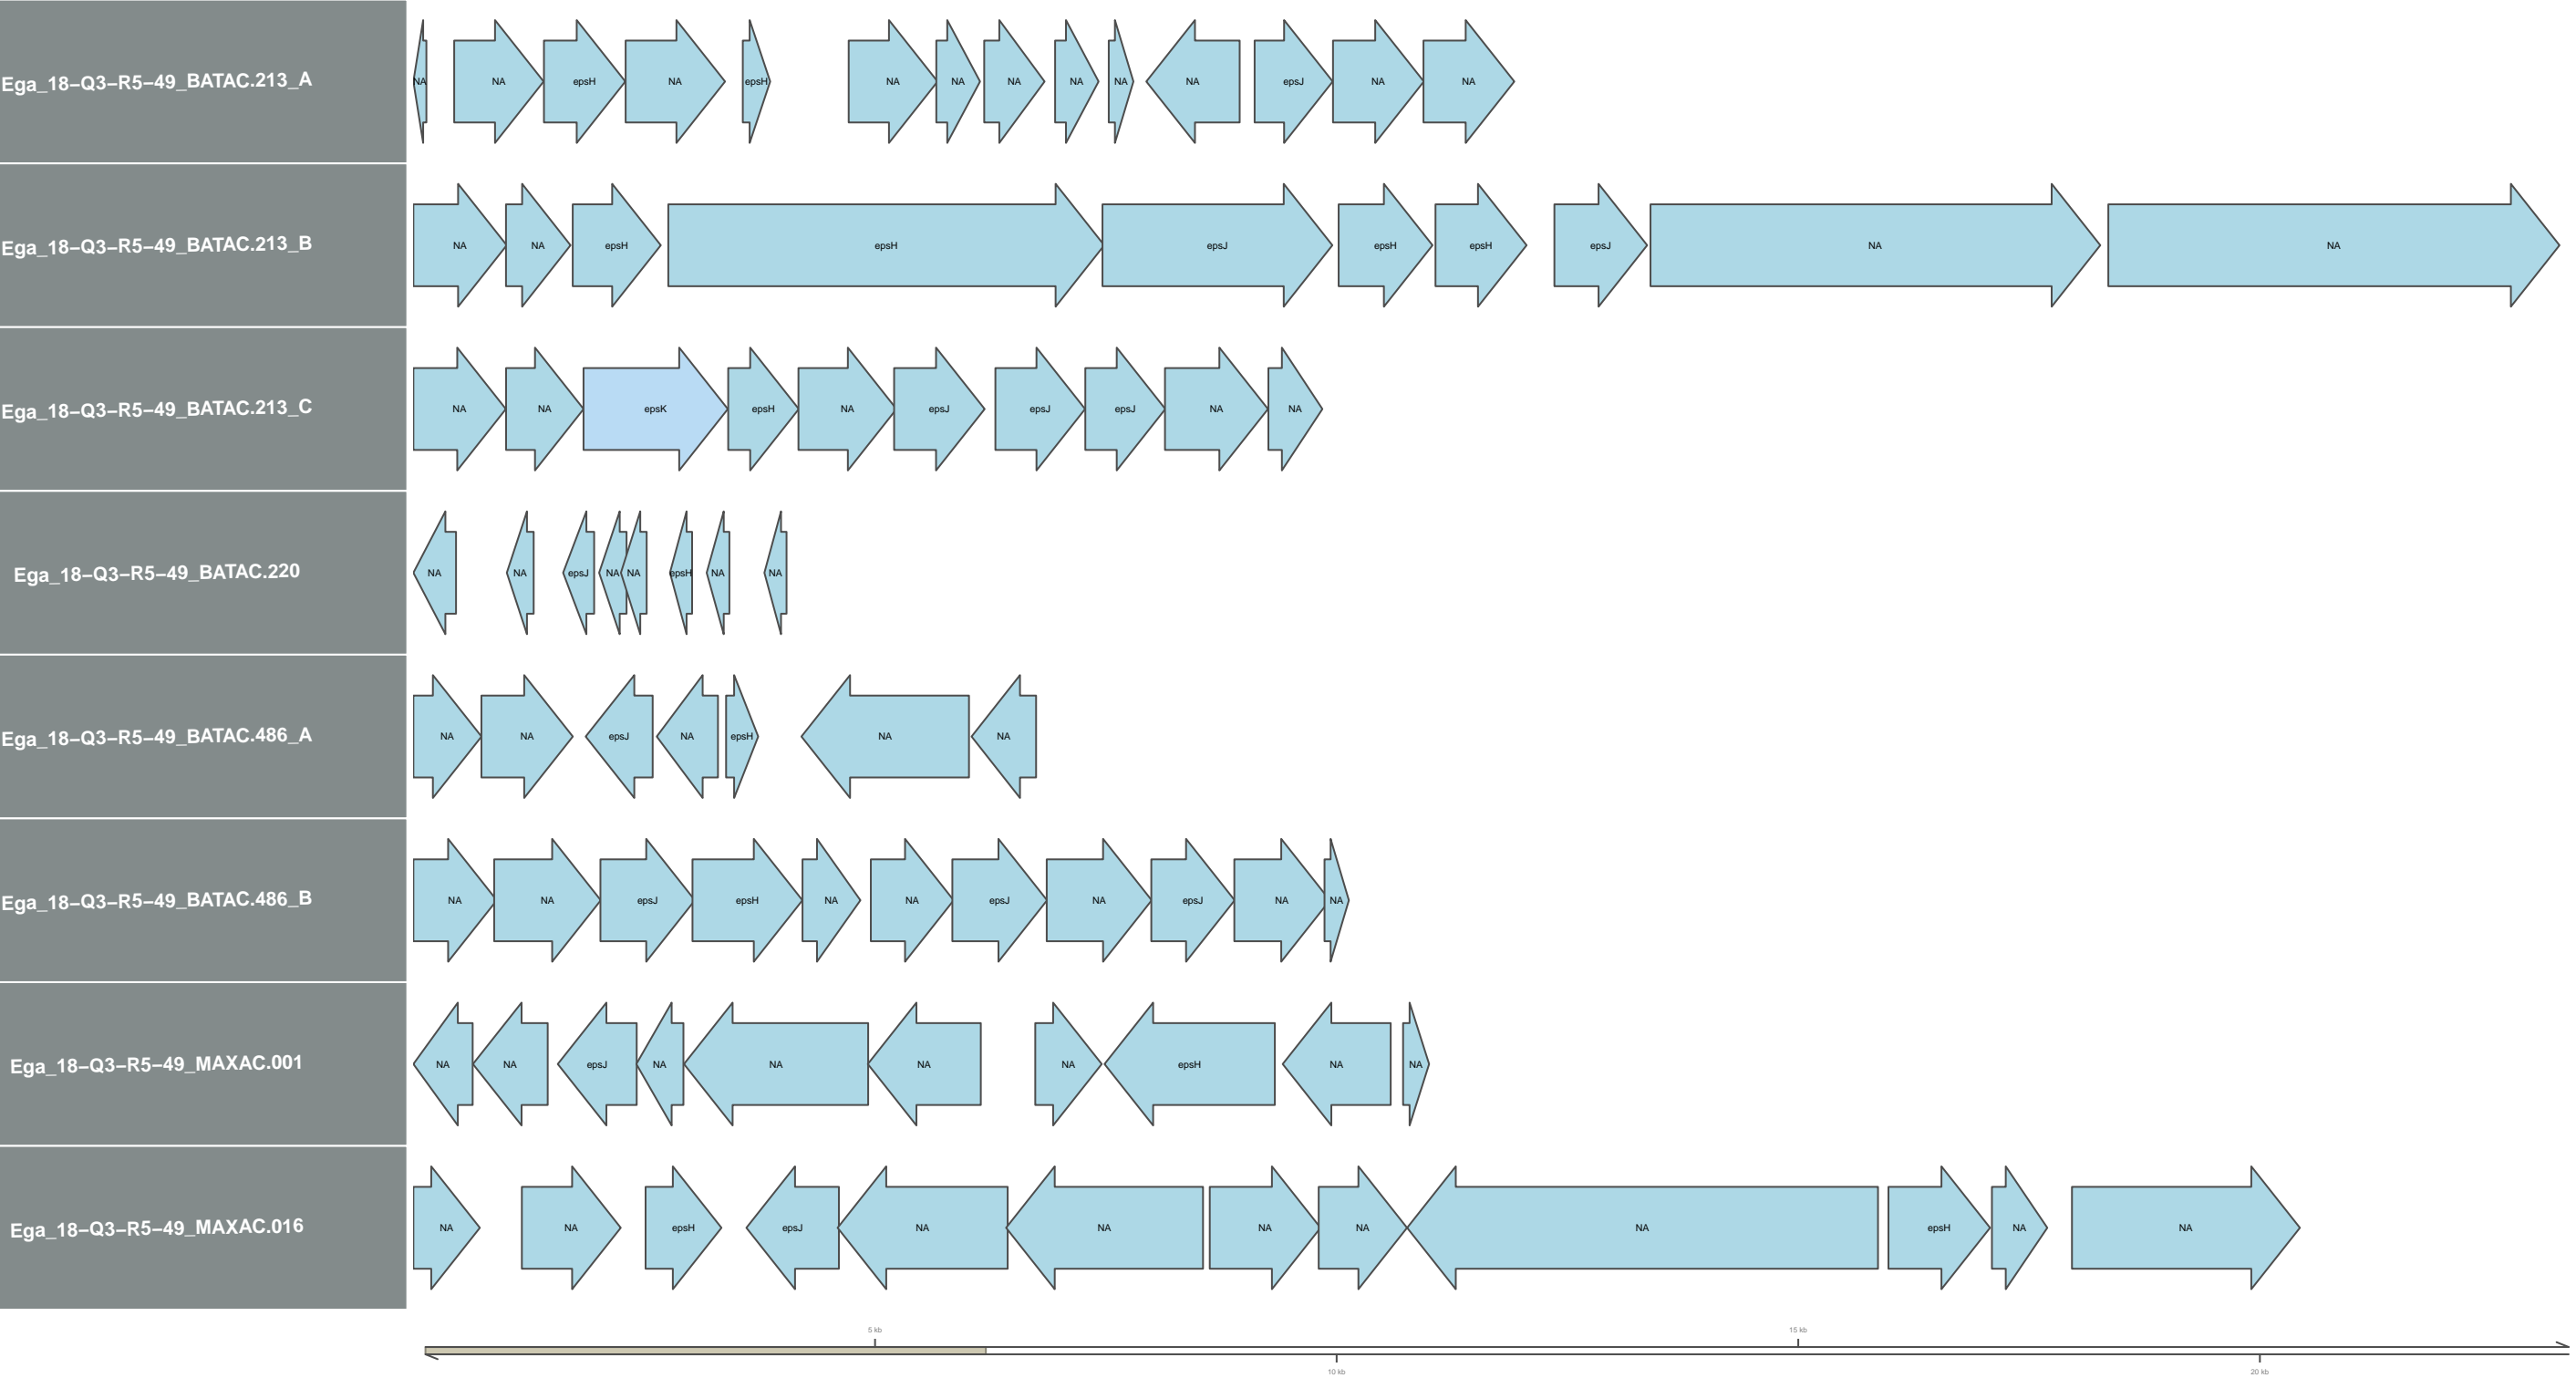 Ega_18−Q3−R5−49_BATAC.213_A NA NA epsH NA epsH NA NA NA NA NA NA epsJ NA NA
Ega_18−Q3−R5−49_BATAC.213_B NA NA epsH epsH epsJ epsH epsH epsJ NA NA
Ega_18−Q3−R5−49_BATAC.213_C NA NA epsK epsH NA epsJ epsJ epsJ NA NA
Ega_18−Q3−R5−49_BATAC.220 NA NA epsJ NA NA epsH NA NA
Ega_18−Q3−R5−49_BATAC.486_A NA NA epsJ NA epsH NA NA
Ega_18−Q3−R5−49_BATAC.486_B NA NA epsJ epsH NA NA epsJ NA epsJ NA NA
Ega_18−Q3−R5−49_MAXAC.001 NA NA epsJ NA NA NA NA epsH NA NA
Ega_18−Q3−R5−49_MAXAC.016 NA NA epsH epsJ NA NA NA NA NA epsH NA NA
5 kb 15 kb
10 kb 20 kb